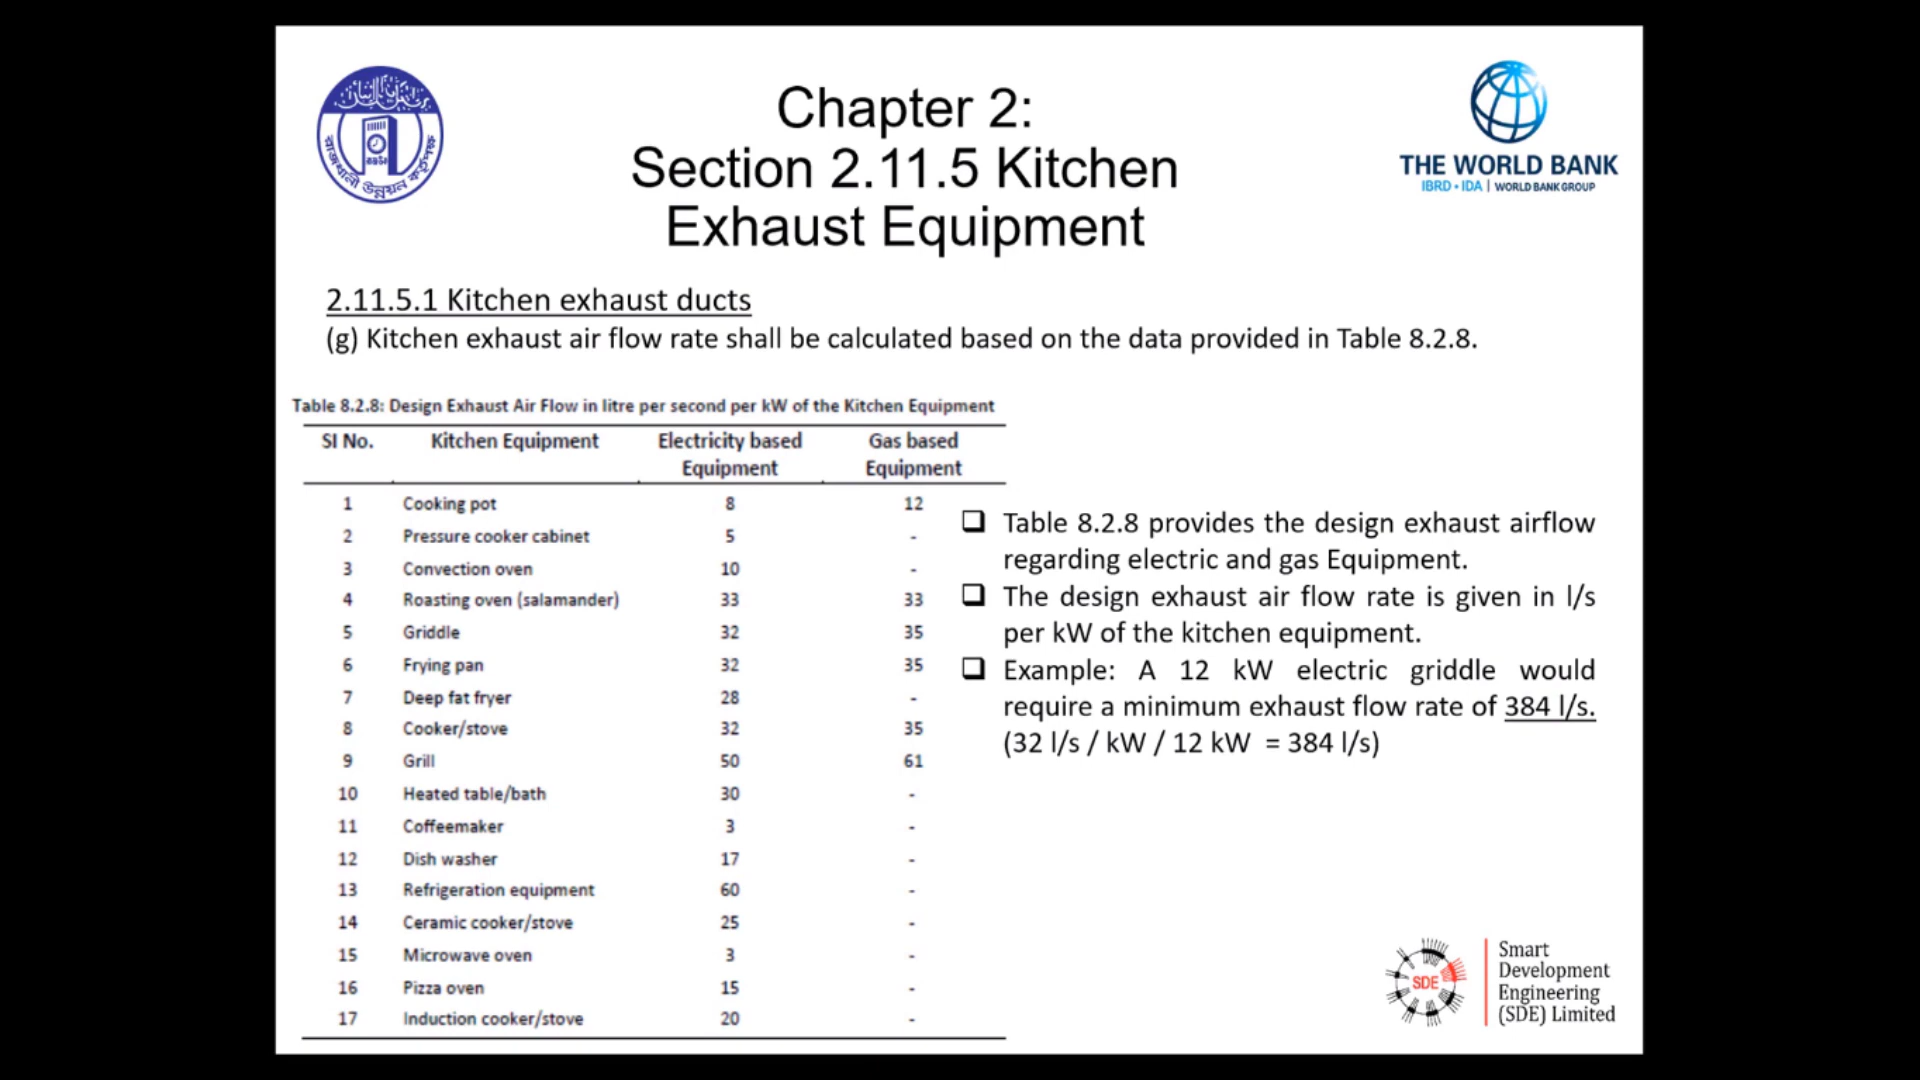 রাজধানী উন্নয়ন কর্তৃপক্ষ
Chapter 2:
Section 2.11.5 Kitchen
Exhaust Equipment
THE WORLD BANK
IBRD • IDA | WORLD BANK GROUP
2.11.5.1 Kitchen exhaust ducts
(g) Kitchen exhaust air flow rate shall be calculated based on the data provided in Table 8.2.8.
Table 8.2.8: Design Exhaust Air Flow in litre per second per kW of the Kitchen Equipment
SI No. Kitchen Equipment Electricity based Gas based
Equipment Equipment
1 Cooking pot 8 12
2 Pressure cooker cabinet 5 -
3 Convection oven 10 -
4 Roasting oven (salamander) 33 33
5 Griddle 32 35
6 Frying pan 32 35
7 Deep fat fryer 28 -
8 Cooker/stove 32 35
9 Grill 50 61
10 Heated table/bath 30 -
11 Coffeemaker 3 -
12 Dish washer 17 -
13 Refrigeration equipment 60 -
14 Ceramic cooker/stove 25 -
15 Microwave oven 3 -
16 Pizza oven 15 -
17 Induction cooker/stove 20 -
❑ Table 8.2.8 provides the design exhaust airflow
regarding electric and gas Equipment.
❑ The design exhaust air flow rate is given in l/s
per kW of the kitchen equipment.
❑ Example: A 12 kW electric griddle would
require a minimum exhaust flow rate of 384 l/s.
(32 l/s / kW / 12 kW = 384 l/s)
SDE
Smart
Development
Engineering
(SDE) Limited